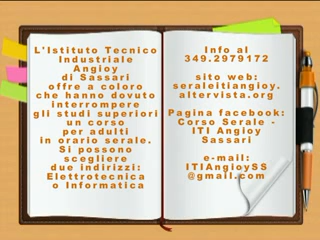 L'Istituto Tecnico
Industriale
Angioy
di Sassari
offre a coloro
che hanno dovuto
interrompere
gli studi superiori
un corso
per adulti
in orario serale.
Si possono
scegliere
due indirizzi:
Elettrotecnica
o Informatica
Info al
349.2979172
sito web:
seraleitiangioy.
altervista.org
Pagina facebook:
Corso Serale -
ITI Angioy
Sassari
e-mail:
ITIAngioySS
@gmail.com